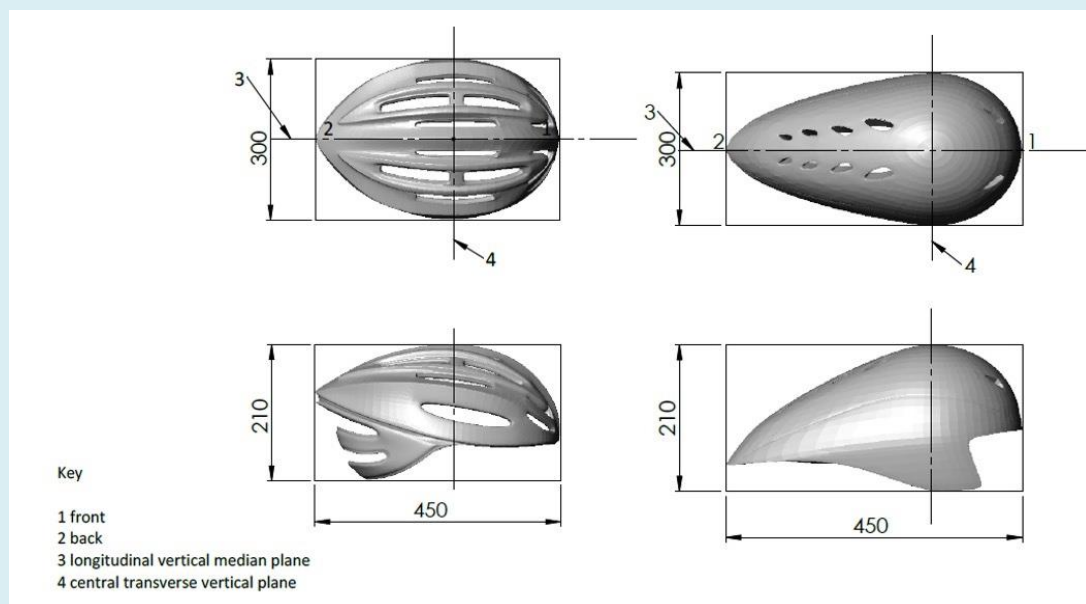 3
2
1
300
4
3
2
1
300
4
210
450
210
450
Key
1 front
2 back
3 longitudinal vertical median plane
4 central transverse vertical plane